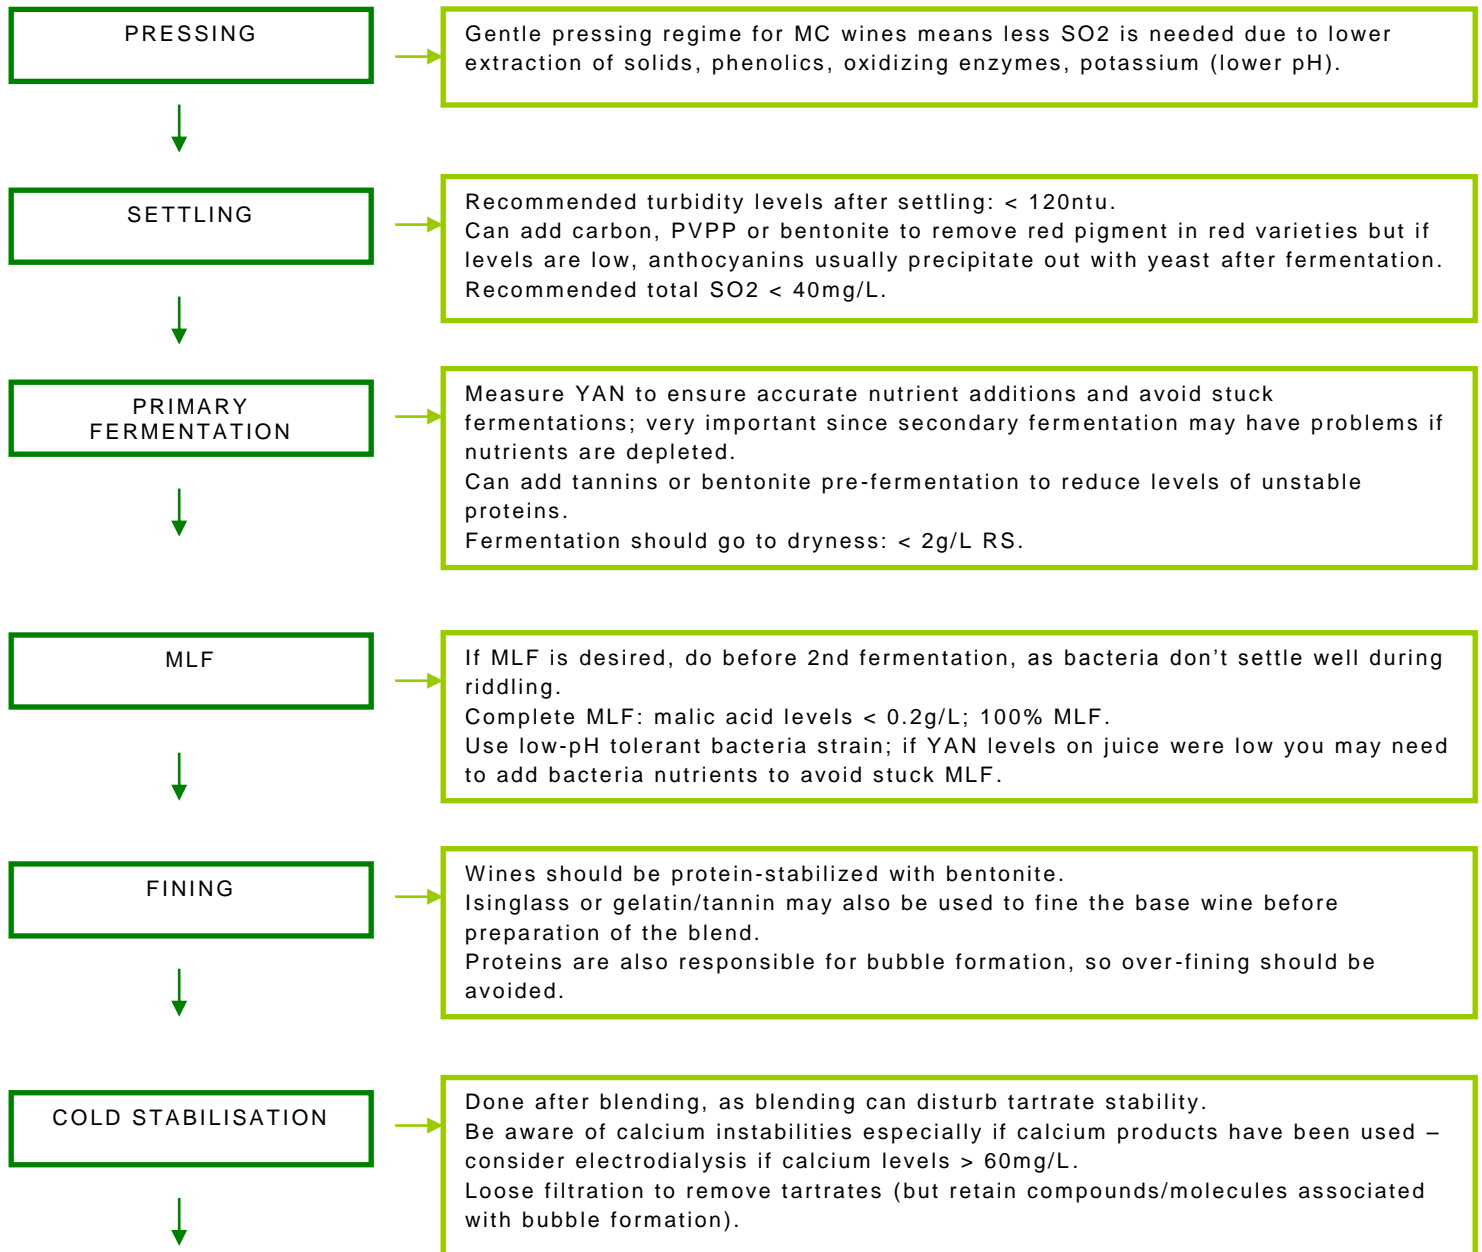 PRESSING
Gentle pressing regime for MC wines means less SO2 is needed due to lower
extraction of solids, phenolics, oxidizing enzymes, potassium (lower pH).
SETTLING
Recommended turbidity levels after settling: < 120ntu.
Can add carbon, PVPP or bentonite to remove red pigment in red varieties but if
levels are low, anthocyanins usually precipitate out with yeast after fermentation.
Recommended total SO2 < 40mg/L.
PRIMARY
FERMENTATION
Measure YAN to ensure accurate nutrient additions and avoid stuck
fermentations; very important since secondary fermentation may have problems if
nutrients are depleted.
Can add tannins or bentonite pre-fermentation to reduce levels of unstable
proteins.
Fermentation should go to dryness: < 2g/L RS.
MLF
If MLF is desired, do before 2nd fermentation, as bacteria don’t settle well during
riddling.
Complete MLF: malic acid levels < 0.2g/L; 100% MLF.
Use low-pH tolerant bacteria strain; if YAN levels on juice were low you may need
to add bacteria nutrients to avoid stuck MLF.
FINING
Wines should be protein-stabilized with bentonite.
Isinglass or gelatin/tannin may also be used to fine the base wine before
preparation of the blend.
Proteins are also responsible for bubble formation, so over-fining should be
avoided.
COLD STABILISATION
Done after blending, as blending can disturb tartrate stability.
Be aware of calcium instabilities especially if calcium products have been used –
consider electrodialysis if calcium levels > 60mg/L.
Loose filtration to remove tartrates (but retain compounds/molecules associated
with bubble formation).